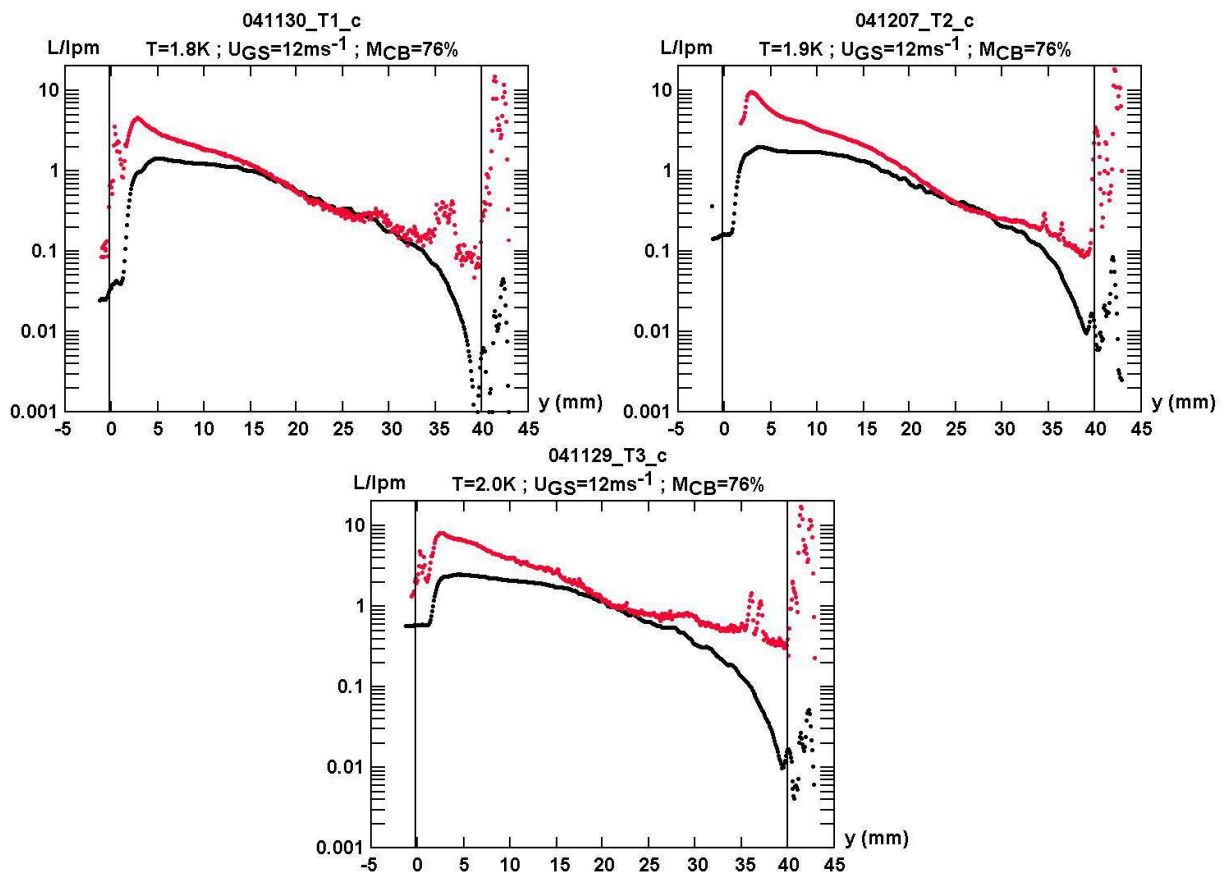 041130_T1_c
L/lpm T=1.8K ; UGS=12ms-1 ; MCB=76%
10
1
0.1
0.01
0.001
y (mm)
-5 0 5 10 15 20 25 30 35 40 45
041207_T2_c
L/lpm T=1.9K ; UGS=12ms-1 ; MCB=76%
10
1
0.1
0.01
0.001
y (mm)
-5 0 5 10 15 20 25 30 35 40 45
041129_T3_c
L/lpm T=2.0K ; UGS=12ms-1 ; MCB=76%
10
1
0.1
0.01
0.001
y (mm)
-5 0 5 10 15 20 25 30 35 40 45